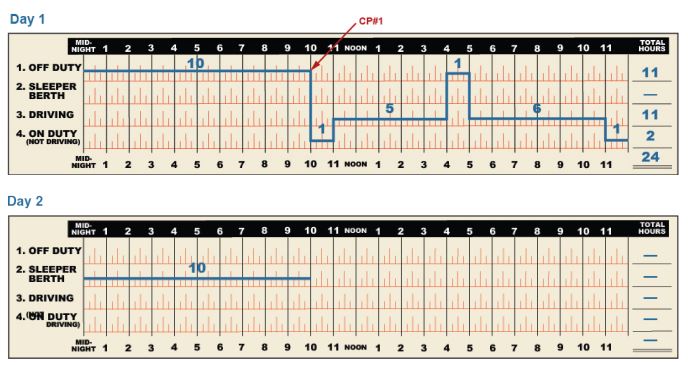 Day 1
CP#1
MID-NIGHT 1 2 3 4 5 6 7 8 9 10 11 NOON 1 2 3 4 5 6 7 8 9 10 11 TOTAL HOURS
1. OFF DUTY 10 1 11
2. SLEEPER BERTH —
3. DRIVING 5 6 11
4. ON DUTY (NOT DRIVING) 1 1 2
MID-NIGHT 1 2 3 4 5 6 7 8 9 10 11 NOON 1 2 3 4 5 6 7 8 9 10 11 24
Day 2
MID-NIGHT 1 2 3 4 5 6 7 8 9 10 11 NOON 1 2 3 4 5 6 7 8 9 10 11 TOTAL HOURS
1. OFF DUTY —
2. SLEEPER BERTH 10 —
3. DRIVING —
4. ON DUTY (NOT DRIVING) —
MID-NIGHT 1 2 3 4 5 6 7 8 9 10 11 NOON 1 2 3 4 5 6 7 8 9 10 11 —